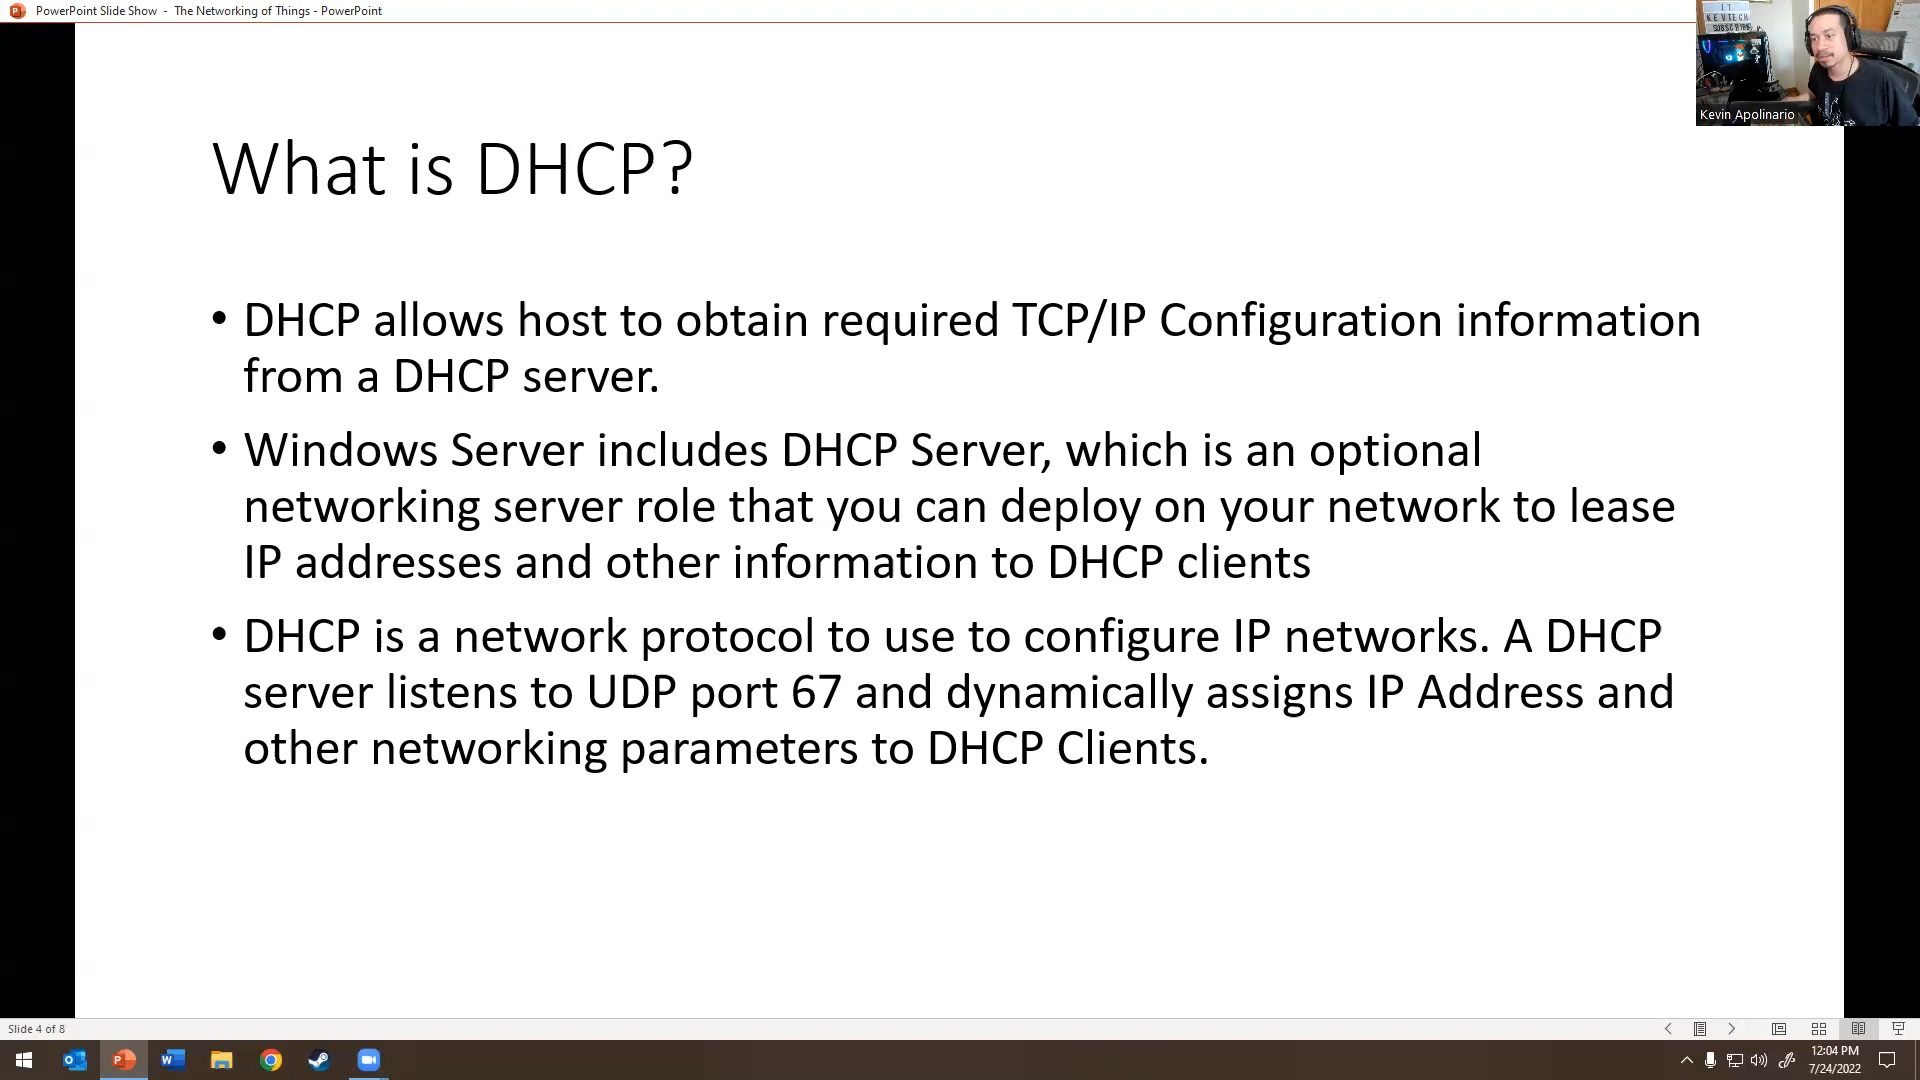 PowerPoint Slide Show - The Networking of Things - PowerPoint
IT
KEVTECH
SUBSCRIBE
Kevin Apolinario
What is DHCP?
• DHCP allows host to obtain required TCP/IP Configuration information
from a DHCP server.
• Windows Server includes DHCP Server, which is an optional
networking server role that you can deploy on your network to lease
IP addresses and other information to DHCP clients
• DHCP is a network protocol to use to configure IP networks. A DHCP
server listens to UDP port 67 and dynamically assigns IP Address and
other networking parameters to DHCP Clients.
Slide 4 of 8
12:04 PM
7/24/2022